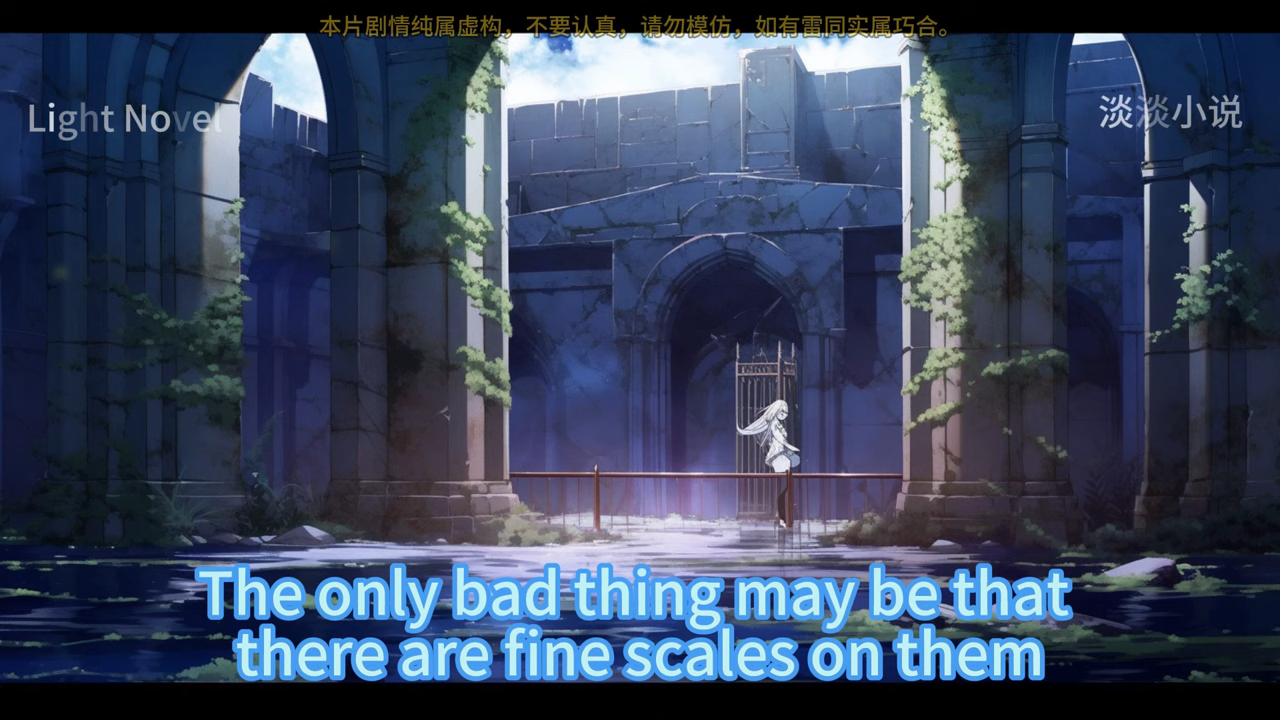 本片剧情纯属虚构，不要认真，请勿模仿，如有雷同实属巧合。
Light Novel
淡淡小说
The only bad thing may be that
there are fine scales on them